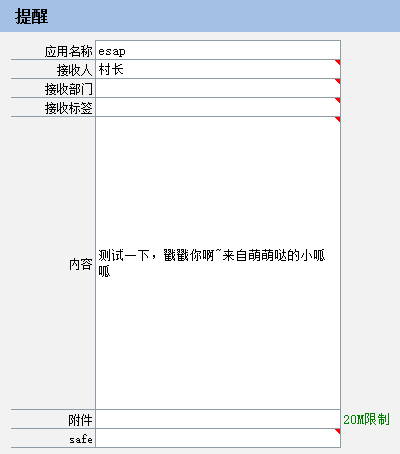 提醒
应用名称 esap
接收人 村长
接收部门
接收标签
内容 测试一下，戳戳你啊~来自萌萌哒的小呱
呱
附件 20M限制
safe